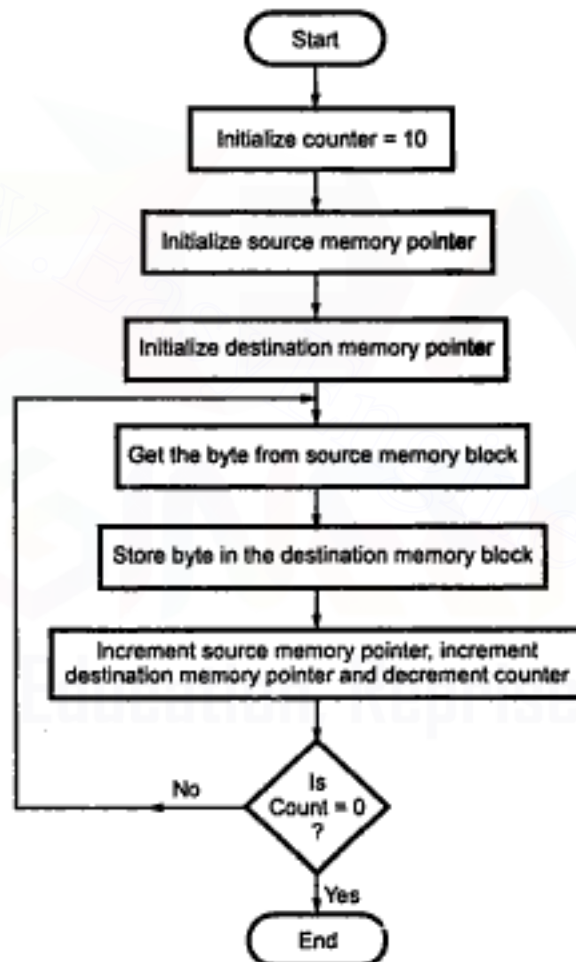 Start
Initialize counter = 10
Initialize source memory pointer
Initialize destination memory pointer
Get the byte from source memory block
Store byte in the destination memory block
Increment source memory pointer, increment
destination memory pointer and decrement counter
Is
Count = 0
?
No
Yes
End